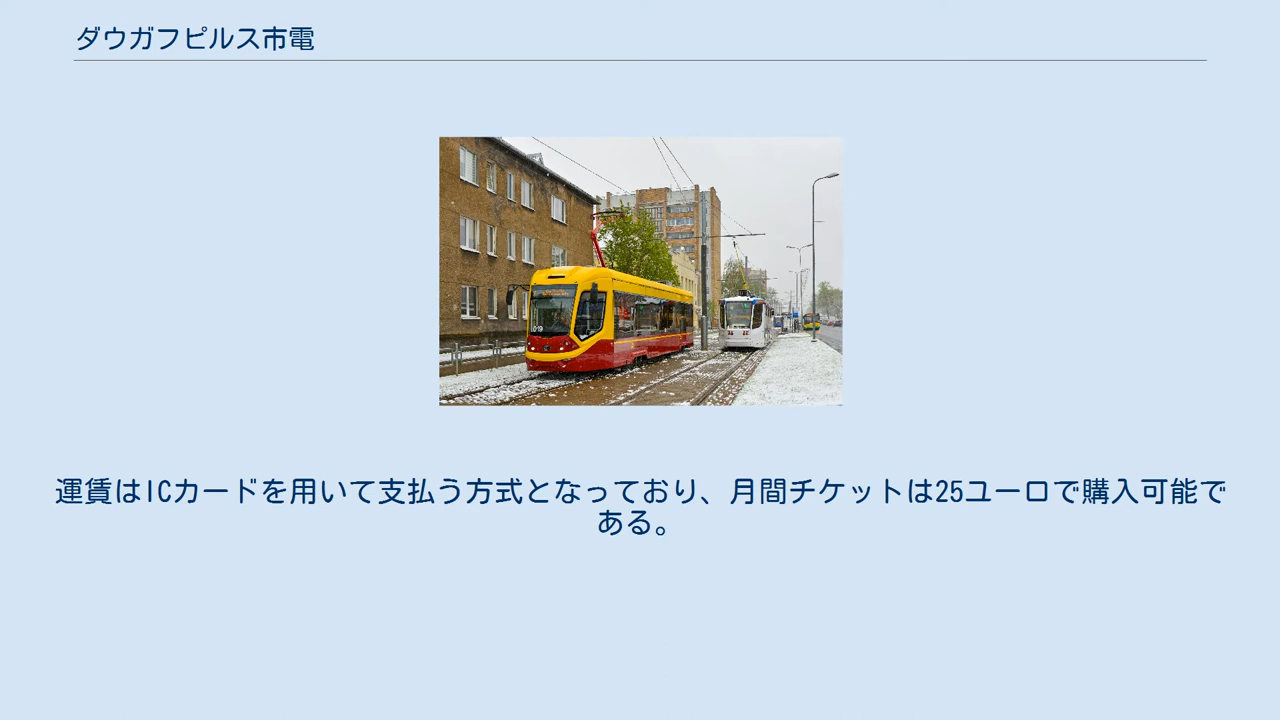 ダウガフピルス市電
019
運賃はICカードを用いて支払う方式となっており、月間チケットは25ユーロで購入可能で
ある。